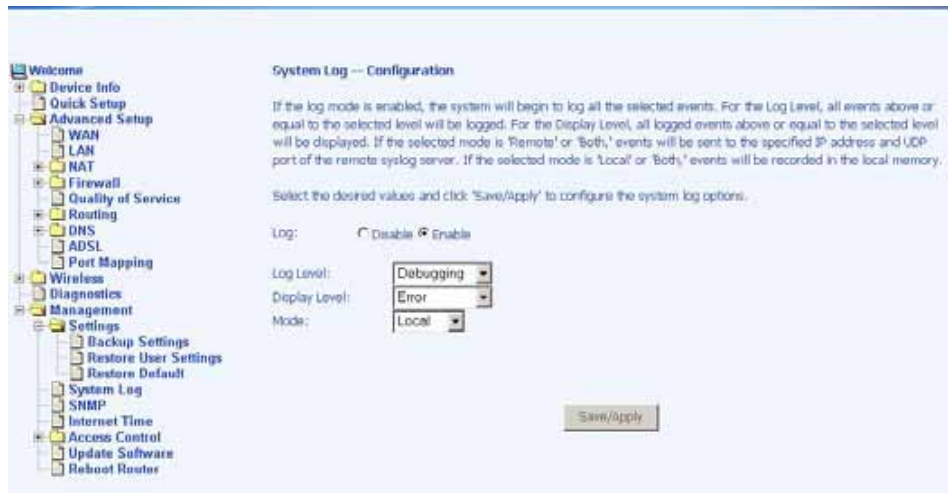 Welcome
Device Info
Quick Setup
Advanced Setup
WAN
LAN
NAT
Firewall
Quality of Service
Routing
DNS
ADSL
Port Mapping
Wireless
Diagnostics
Management
Settings
Backup Settings
Restore User Settings
Restore Default
System Log
SNMP
Internet Time
Access Control
Update Software
Reboot Router
System Log -- Configuration
If the log mode is enabled, the system will begin to log all the selected events. For the Log Level, all events above or
equal to the selected level will be logged. For the Display Level, all logged events above or equal to the selected level
will be displayed. If the selected mode is 'Remote' or 'Both,' events will be sent to the specified IP address and UDP
port of the remote syslog server. If the selected mode is 'Local' or 'Both,' events will be recorded in the local memory.
Select the desired values and click 'Save/Apply' to configure the system log options.
Log: Disable Enable
Log Level: Debugging
Display Level: Error
Mode: Local
Save/Apply